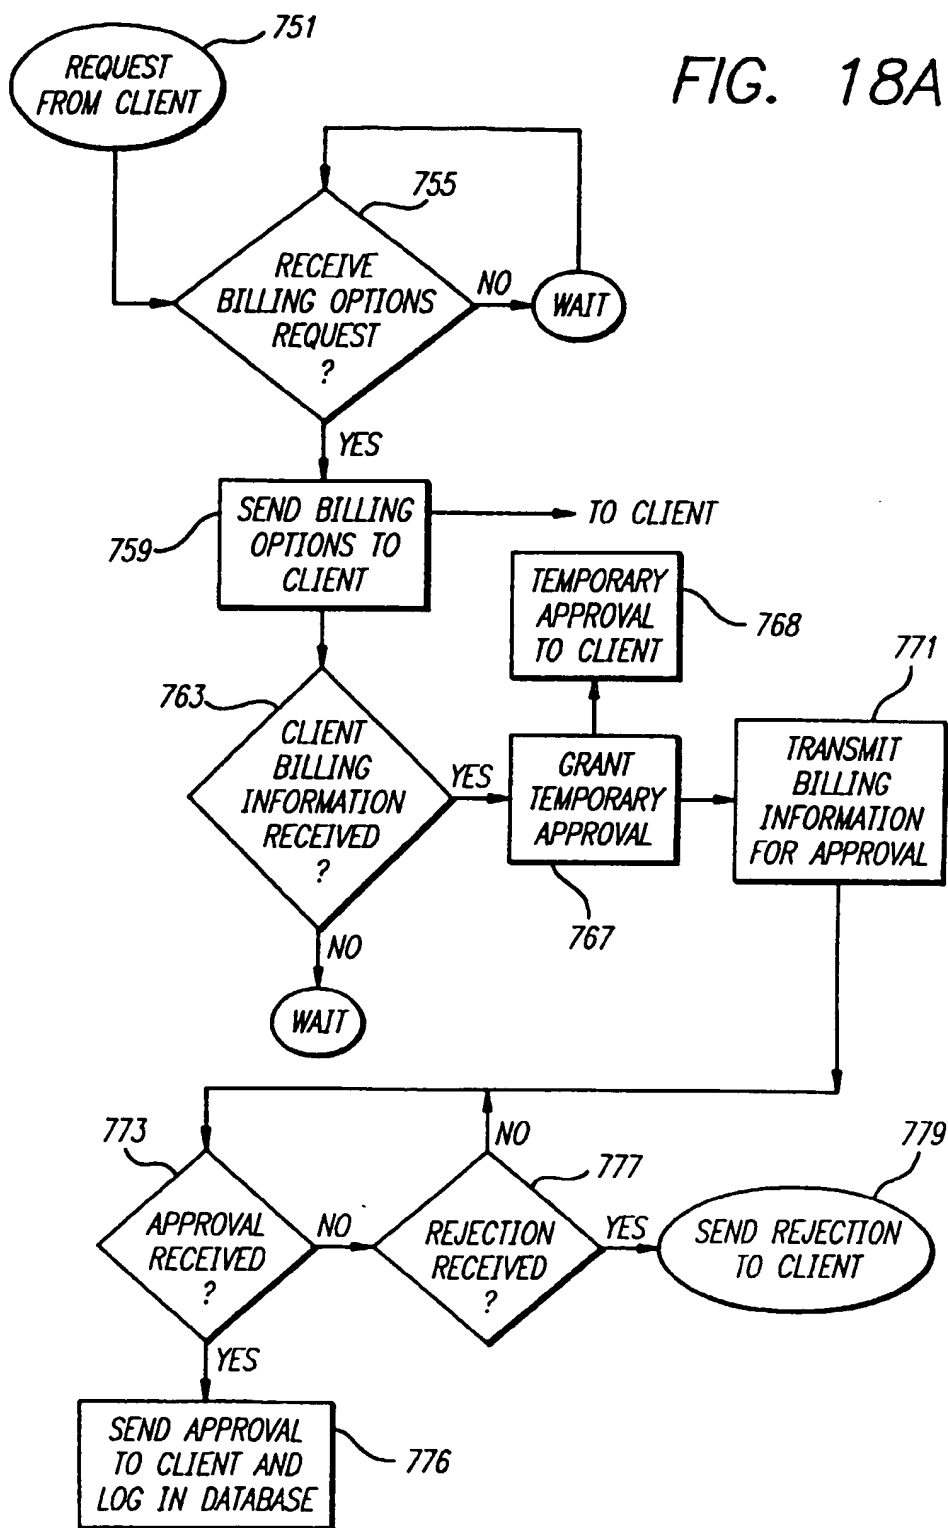 751
FIG. 18A
REQUEST
FROM CLIENT
755
RECEIVE
BILLING OPTIONS
REQUEST
?
NO
WAIT
YES
759
SEND BILLING
OPTIONS TO
CLIENT
TO CLIENT
TEMPORARY
APPROVAL
TO CLIENT
768
763
CLIENT
BILLING
INFORMATION
RECEIVED
?
YES
GRANT
TEMPORARY
APPROVAL
767
771
TRANSMIT
BILLING
INFORMATION
FOR APPROVAL
NO
WAIT
773
APPROVAL
RECEIVED
?
NO
777
REJECTION
RECEIVED
?
NO
YES
779
SEND REJECTION
TO CLIENT
YES
SEND APPROVAL
TO CLIENT AND
LOG IN DATABASE
776